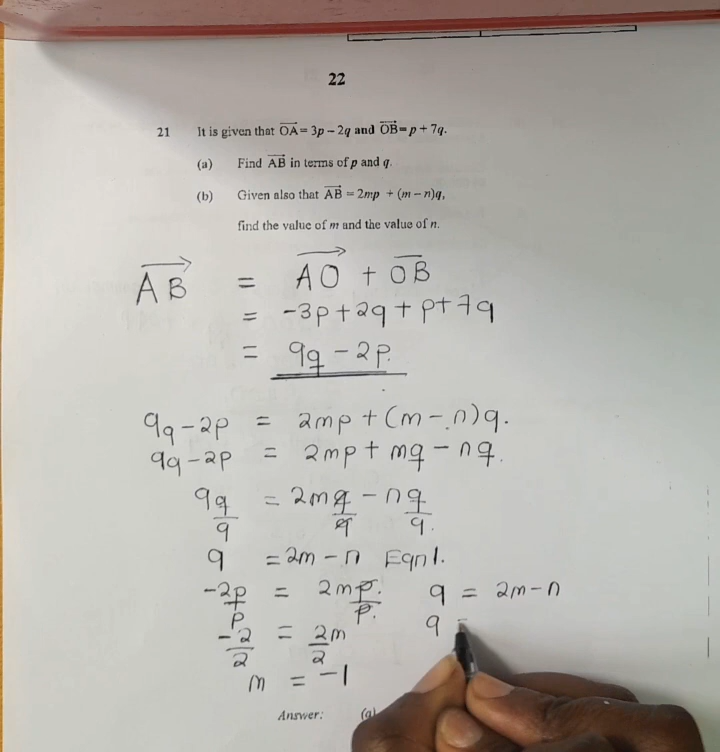 22
21 It is given that OA = 3p – 2q and OB = p + 7q.
(a) Find AB in terms of p and q.
(b) Given also that AB = 2mp + (m – n)q,
find the value of m and the value of n.
AB = AO + OB
= -3p + 2q + p + 7q
= 9q - 2p.
9q - 2p = 2mp + (m - n)q.
9q - 2p = 2mp + mq - nq.
9q/q = 2mq/q - nq/q.
9 = 2m - n Eqn 1.
-2p/p = 2mp./p. 9 = 2m - n
-2/2 = 2m/2 9 =
m = -1
Answer: (a)